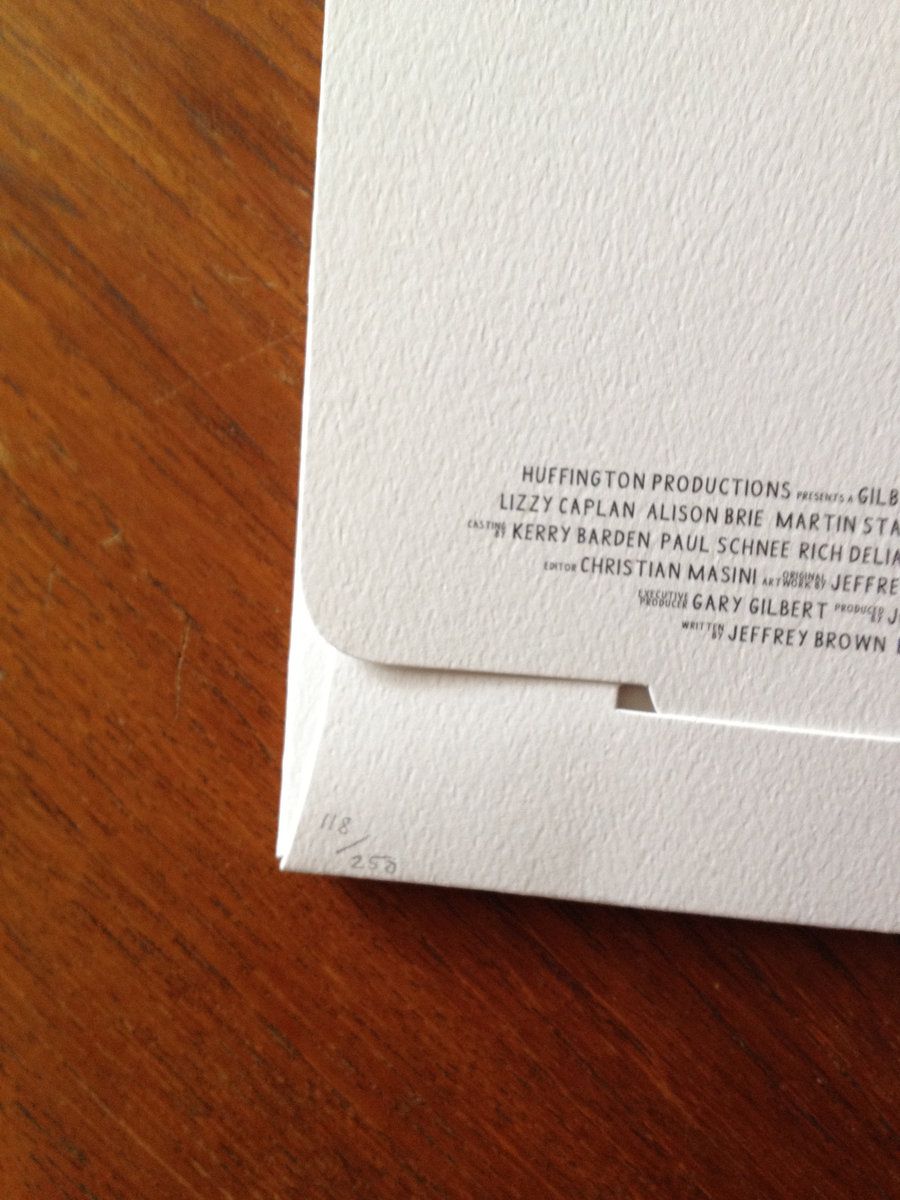 HUFFINGTON PRODUCTIONS PRESENTS A GILB
LIZZY CAPLAN ALISON BRIE MARTIN STA
CASTING BY KERRY BARDEN PAUL SCHNEE RICH DELIA
EDITOR CHRISTIAN MASINI ORIGINAL ARTWORK BY JEFFRE
EXECUTIVE PRODUCER GARY GILBERT PRODUCED BY J
WRITTEN BY JEFFREY BROWN
118
/